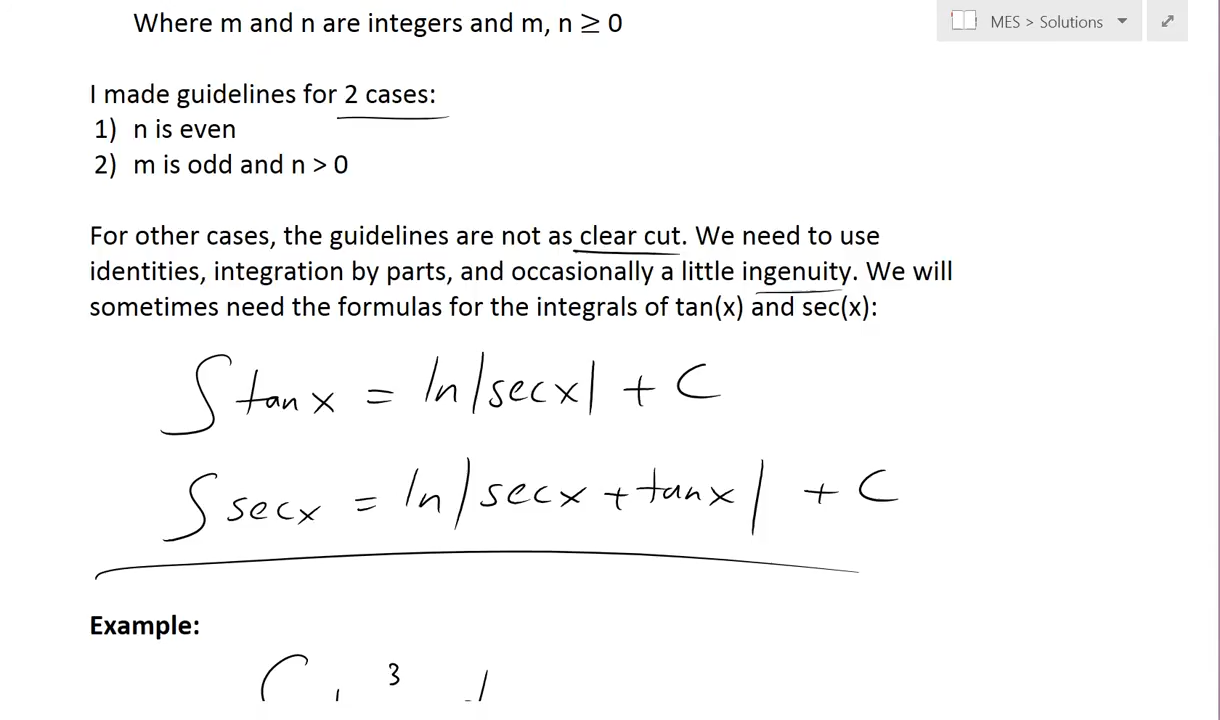 Where m and n are integers and m, n ≥ 0
MES > Solutions
I made guidelines for 2 cases:
1) n is even
2) m is odd and n > 0
For other cases, the guidelines are not as clear cut. We need to use
identities, integration by parts, and occasionally a little ingenuity. We will
sometimes need the formulas for the integrals of tan(x) and sec(x):
∫ tan x = ln|sec x| + C
∫ sec x = ln|sec x + tan x| + C
Example:
3